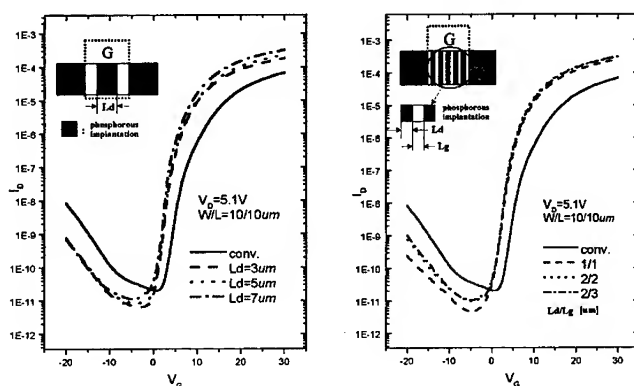 1E-3
1E-4
1E-5
1E-6
1E-7
1E-8
1E-9
1E-10
1E-11
1E-12
I_D
G
Ld
: phosphorous
implantation
V_D=5.1V
W/L=10/10um
conv.
Ld=3um
Ld=5um
Ld=7um
-20 -10 0 10 20 30
V_G
1E-3
1E-4
1E-5
1E-6
1E-7
1E-8
1E-9
1E-10
1E-11
1E-12
I_D
G
phosphorous
implantation
Ld
Lg
V_D=5.1V
W/L=10/10um
conv.
1/1
2/2
2/3
Ld/Lg [um]
-20 -10 0 10 20 30
V_G